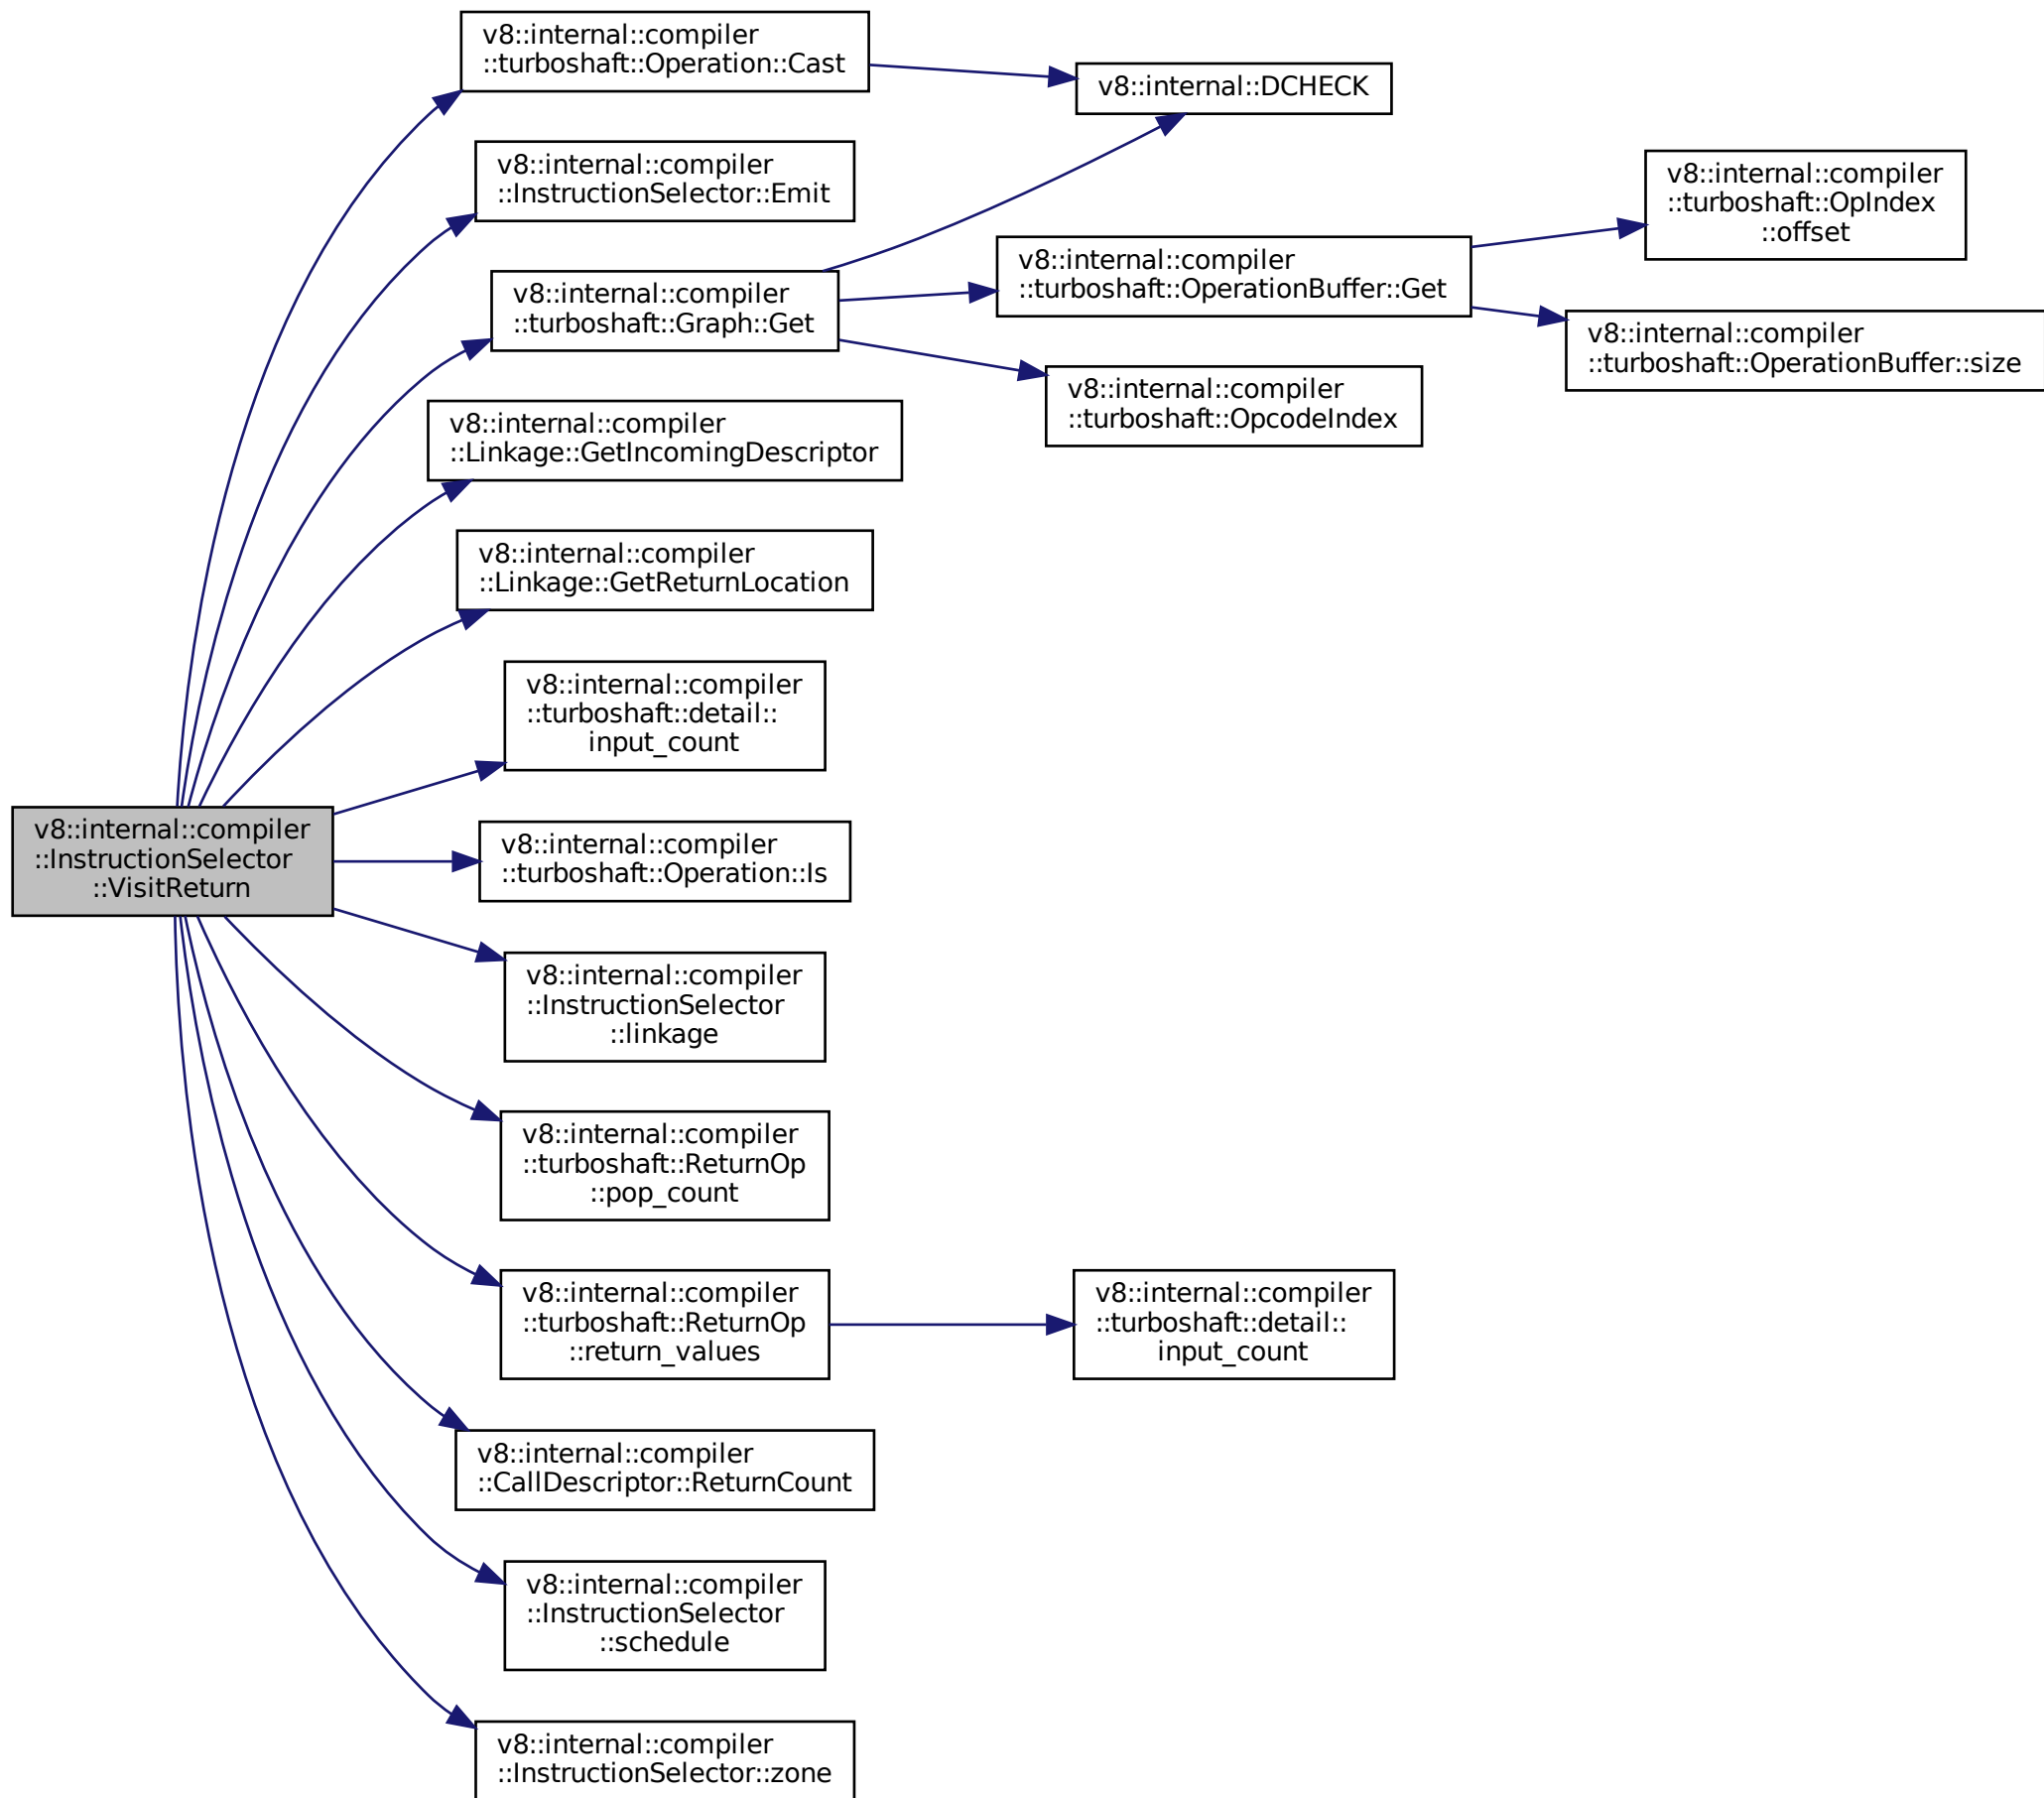 v8::internal::compiler
::turboshaft::Operation::Cast
v8::internal::DCHECK
v8::internal::compiler
::InstructionSelector::Emit
v8::internal::compiler
::turboshaft::OpIndex
::offset
v8::internal::compiler
::turboshaft::OperationBuffer::Get
v8::internal::compiler
::turboshaft::Graph::Get
v8::internal::compiler
::turboshaft::OperationBuffer::size
v8::internal::compiler
::turboshaft::OpcodeIndex
v8::internal::compiler
::Linkage::GetIncomingDescriptor
v8::internal::compiler
::Linkage::GetReturnLocation
v8::internal::compiler
::turboshaft::detail::
input_count
v8::internal::compiler
::InstructionSelector
::VisitReturn
v8::internal::compiler
::turboshaft::Operation::Is
v8::internal::compiler
::InstructionSelector
::linkage
v8::internal::compiler
::turboshaft::ReturnOp
::pop_count
v8::internal::compiler
::turboshaft::ReturnOp
::return_values
v8::internal::compiler
::turboshaft::detail::
input_count
v8::internal::compiler
::CallDescriptor::ReturnCount
v8::internal::compiler
::InstructionSelector
::schedule
v8::internal::compiler
::InstructionSelector::zone